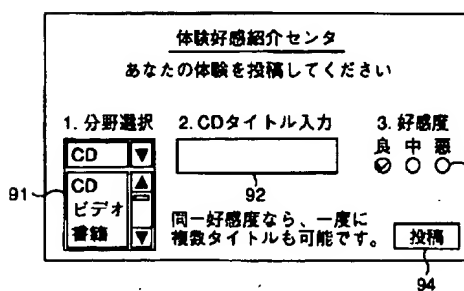 体験好感紹介センタ
あなたの体験を投稿してください
1. 分野選択
2. CDタイトル入力
3. 好感度
良 中 悪
CD
CD
ビデオ
書籍
同一好感度なら、一度に
複数タイトルも可能です。
投稿
91
92
94